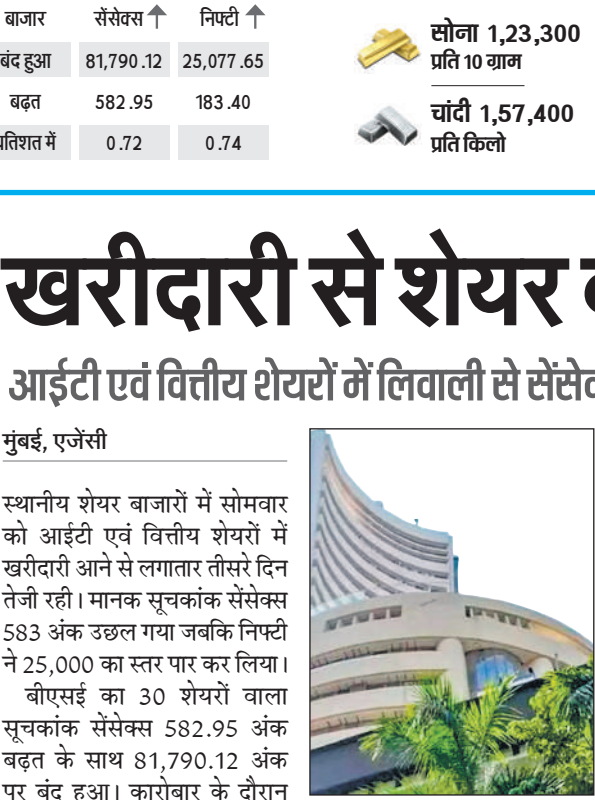 बाजार सेंसेक्स निफ्टी
बंद हुआ 81,790.12 25,077.65
बढ़त 582.95 183.40
प्रतिशत में 0.72 0.74
सोना 1,23,300
प्रति 10 ग्राम
चांदी 1,57,400
प्रति किलो
खरीदारी से शेयर
आईटी एवं वित्तीय शेयरों में लिवाली से
मुंबई, एजेंसी
स्थानीय शेयर बाजारों में सोमवार
को आईटी एवं वित्तीय शेयरों में
खरीदारी आने से लगातार तीसरे दिन
तेजी रही। मानक सूचकांक सेंसेक्स
583 अंक उछल गया जबकि निफ्टी
ने 25,000 का स्तर पार कर लिया।
बीएसई का 30 शेयरों वाला
सूचकांक सेंसेक्स 582.95 अंक
बढ़त के साथ 81,790.12 अंक
पर बंद हुआ। कारोबार के दौरान